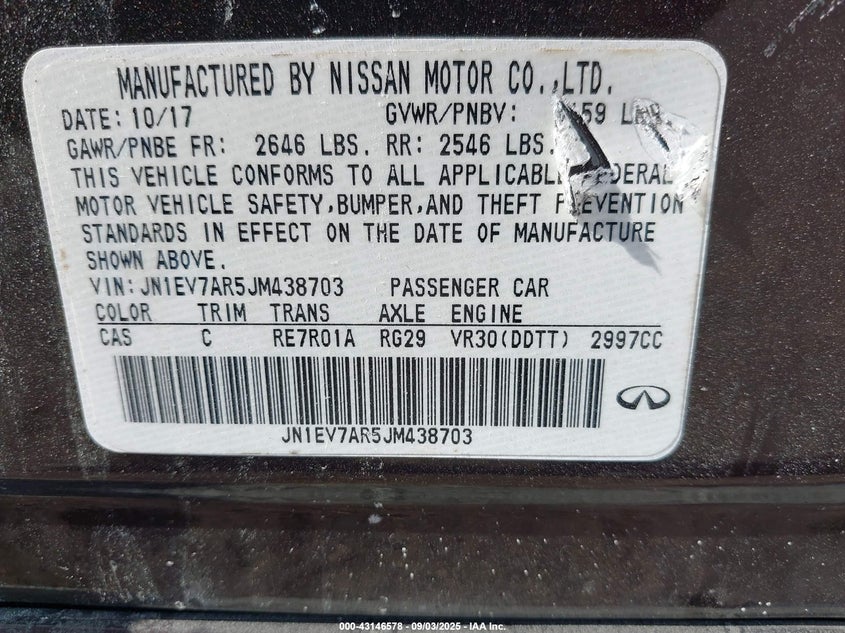 MANUFACTURED BY NISSAN MOTOR CO.,LTD.
DATE: 10/17 GVWR/PNBV:
GAWR/PNBE FR: 2646 LBS. RR: 2546 LBS.
THIS VEHICLE CONFORMS TO ALL APPLICABLE FEDERAL
MOTOR VEHICLE SAFETY,BUMPER,AND THEFT PREVENTION
STANDARDS IN EFFECT ON THE DATE OF MANUFACTURE
SHOWN ABOVE.
VIN:JN1EV7AR5JM438703 PASSENGER CAR
COLOR TRIM TRANS AXLE ENGINE
CAS C RE7R01A RG29 VR30(DDTT) 2997CC
JN1EV7AR5JM438703
000-43146578 - 09/03/2025 - IAA Inc.